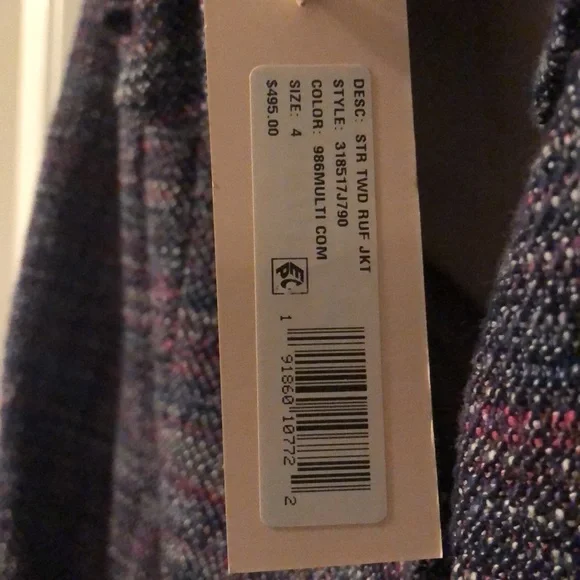 DESC: STR TWD RUF JKT
STYLE: 318517J790
COLOR: 986MULTI COM
SIZE: 4
$495.00
1 91860 10772 2